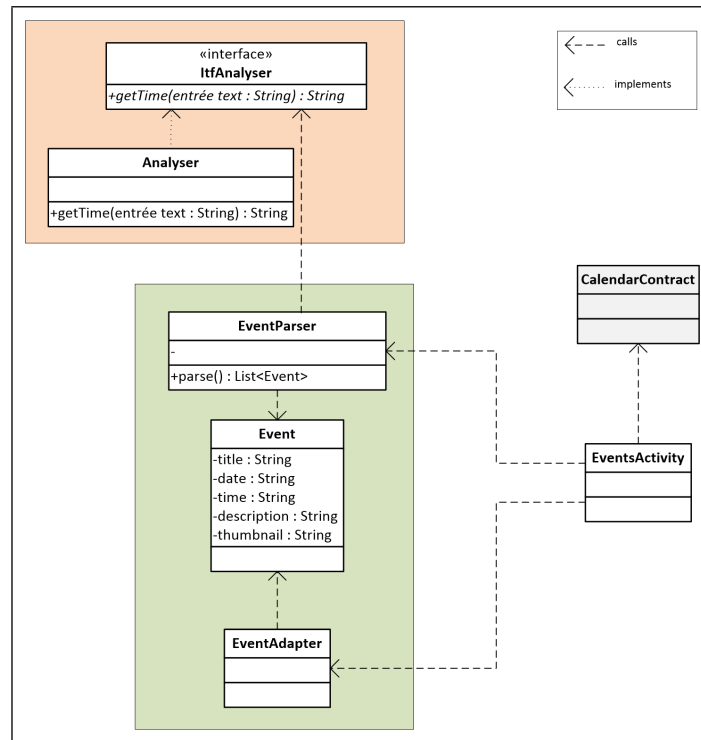 «interface»
ItfAnalyser
+getTime(entrée text : String) : String
Analyser
+getTime(entrée text : String) : String
calls
implements
CalendarContract
EventParser
-
+parse() : List<Event>
Event
-title : String
-date : String
-time : String
-description : String
-thumbnail : String
EventsActivity
EventAdapter